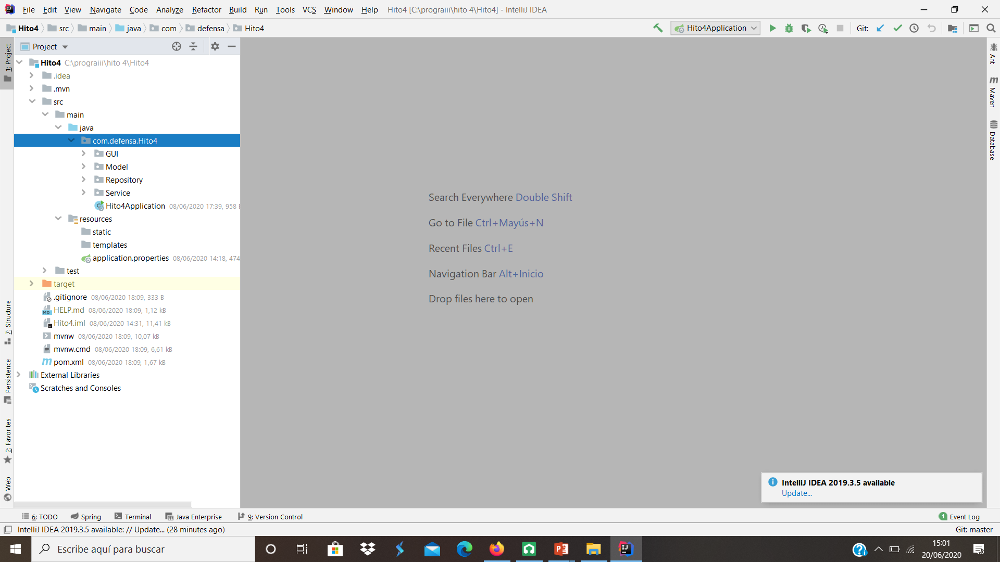 File Edit View Navigate Code Analyze Refactor Build Run Tools VCS Window Help Hito4 [C:\prograiii\hito 4\Hito4] - IntelliJ IDEA
Hito4 src main java com defensa Hito4 Hito4Application Git:
Project
1: Project
7: Structure
Persistence
2: Favorites
Web
Hito4 C:\prograiii\hito 4\Hito4
.idea
.mvn
src
main
java
com.defensa.Hito4
GUI
Model
Repository
Service
Hito4Application 08/06/2020 17:39, 958
resources
static
templates
application.properties 08/06/2020 14:18, 474
test
target
.gitignore 08/06/2020 18:09, 333 B
MD HELP.md 08/06/2020 18:09, 1,12 kB
Hito4.iml 08/06/2020 14:31, 11,41 kB
mvnw 08/06/2020 18:09, 10,07 kB
mvnw.cmd 08/06/2020 18:09, 6,61 kB
m pom.xml 08/06/2020 18:09, 1,67 kB
External Libraries
Scratches and Consoles
Search Everywhere Double Shift
Go to File Ctrl+Mayús+N
Recent Files Ctrl+E
Navigation Bar Alt+Inicio
Drop files here to open
Ant
m Maven
Database
IntelliJ IDEA 2019.3.5 available
Update...
6: TODO Spring Terminal Java Enterprise 9: Version Control 1 Event Log
IntelliJ IDEA 2019.3.5 available: // Update... (28 minutes ago) Git: master
Escribe aquí para buscar
15:01
20/06/2020